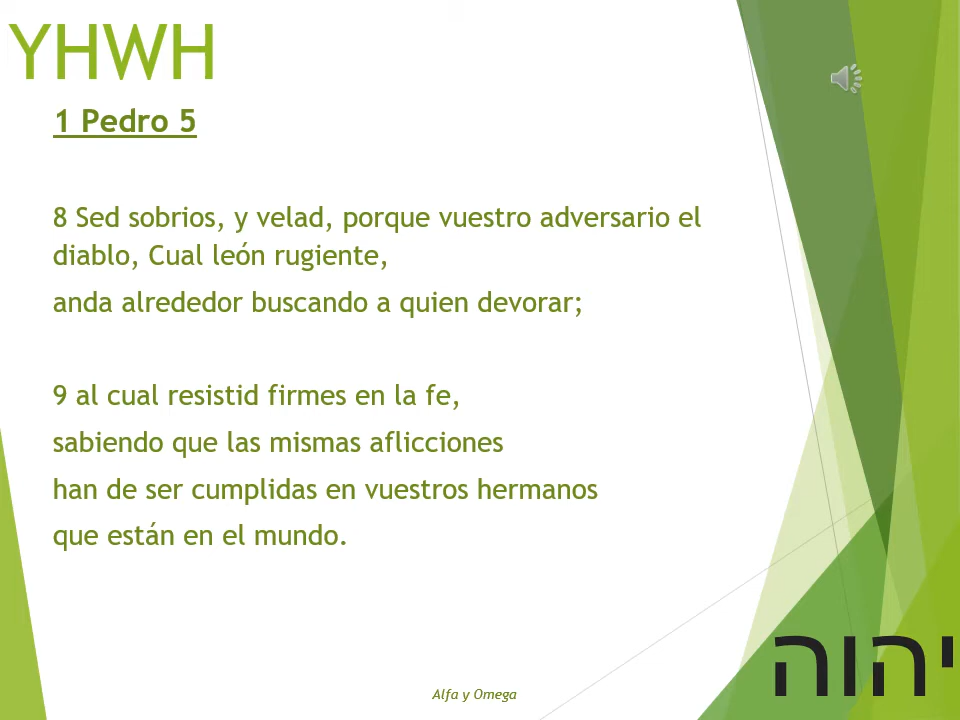 YHWH
1 Pedro 5
8 Sed sobrios, y velad, porque vuestro adversario el
diablo, Cual león rugiente,
anda alrededor buscando a quien devorar;
9 al cual resistid firmes en la fe,
sabiendo que las mismas aflicciones
han de ser cumplidas en vuestros hermanos
que están en el mundo.
יהוה
Alfa y Omega